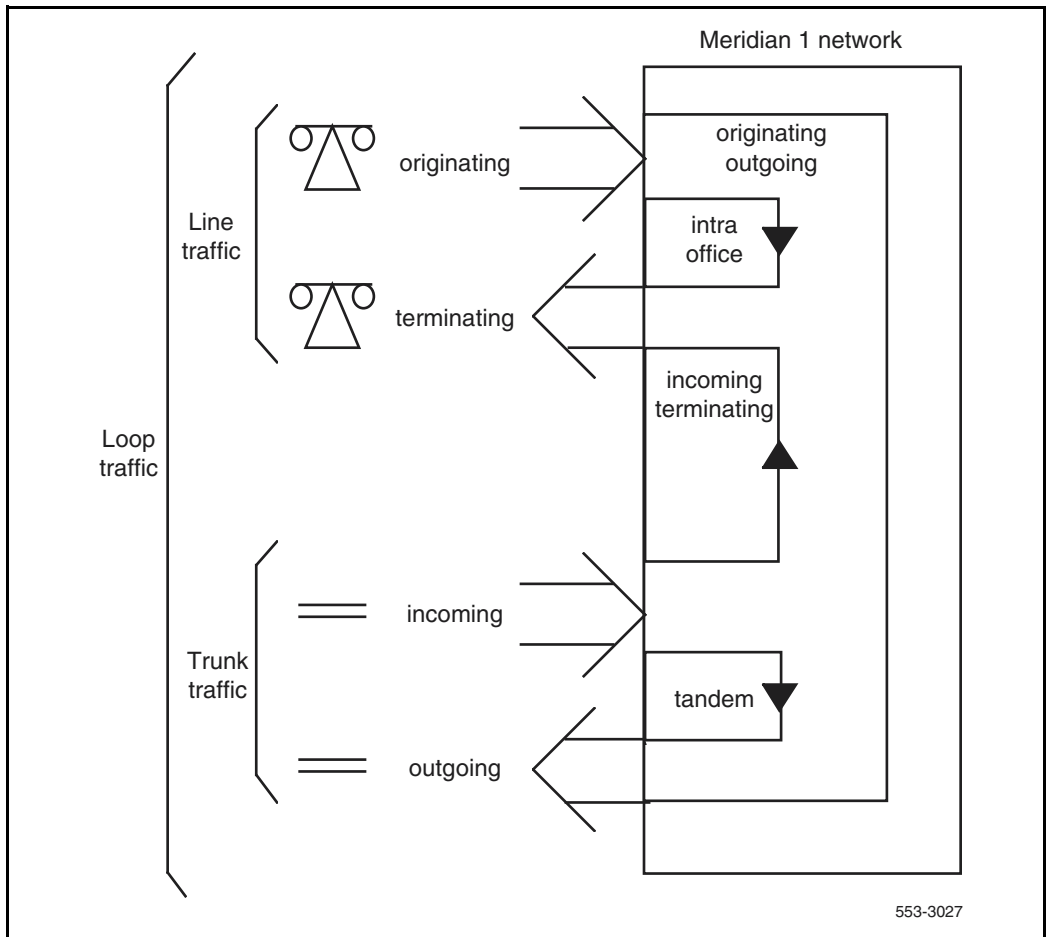 Meridian 1 network
originating
originating
outgoing
Line
traffic
intra
office
terminating
incoming
terminating
Loop
traffic
incoming
Trunk
traffic
tandem
outgoing
553-3027